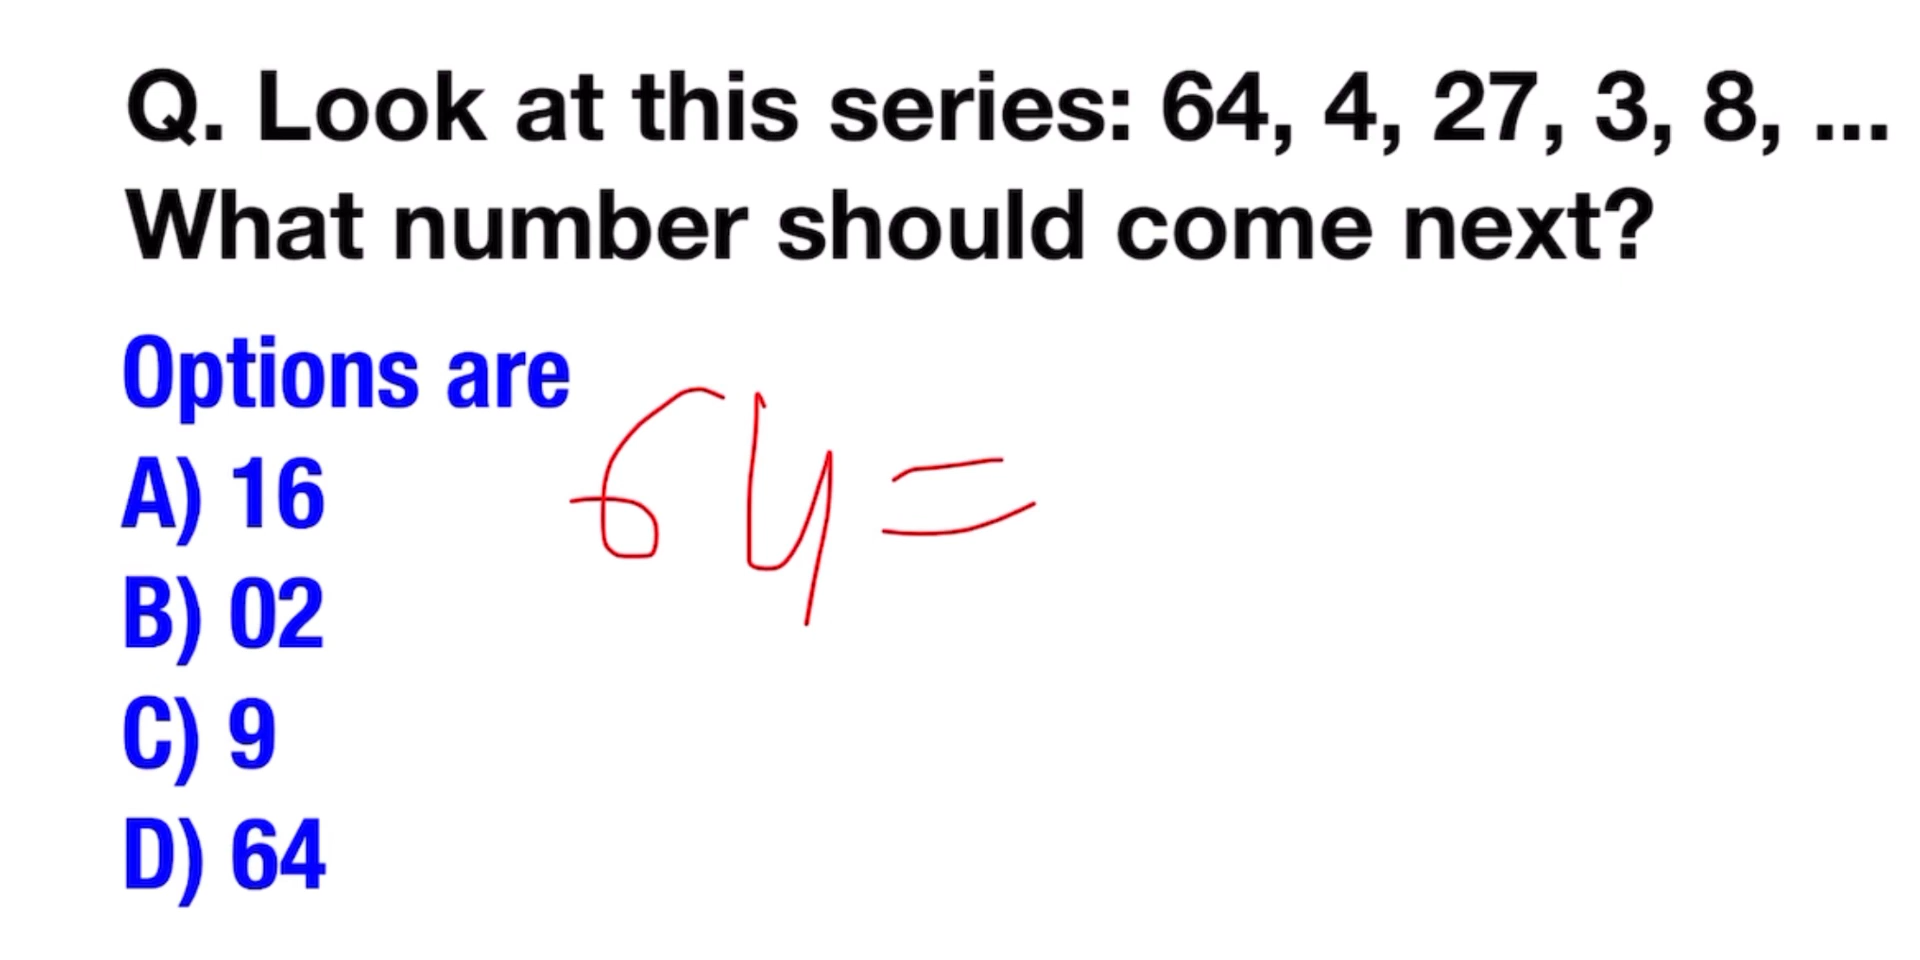 Q. Look at this series: 64, 4, 27, 3, 8, ...
What number should come next?
Options are
64=
A) 16
B) 02
C) 9
D) 64